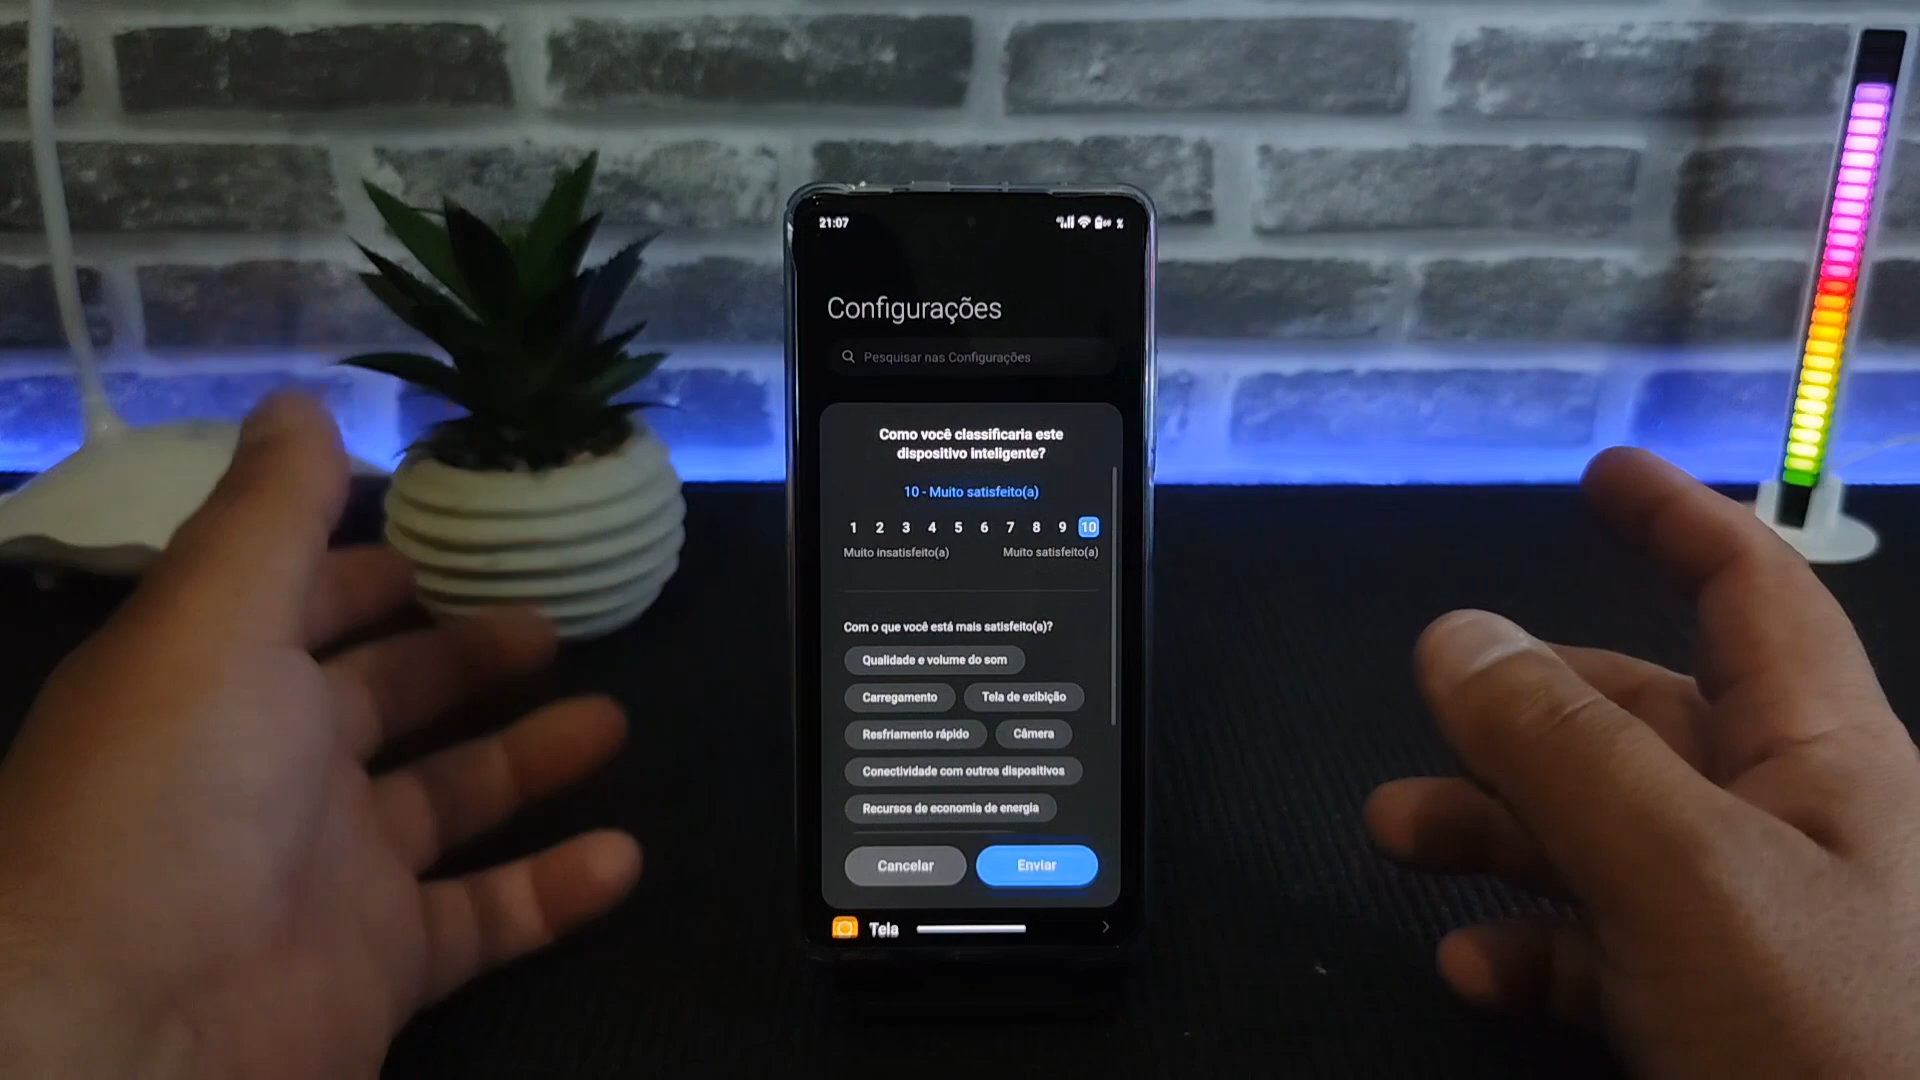 21:07
Configurações
Pesquisar nas Configurações
Como você classificaria este
dispositivo inteligente?
10 - Muito satisfeito(a)
1 2 3 4 5 6 7 8 9 10
Muito insatisfeito(a) Muito satisfeito(a)
Com o que você está mais satisfeito(a)?
Qualidade e volume do som
Carregamento Tela de exibição
Resfriamento rápido Câmera
Conectividade com outros dispositivos
Recursos de economia de energia
Cancelar Enviar
Tela